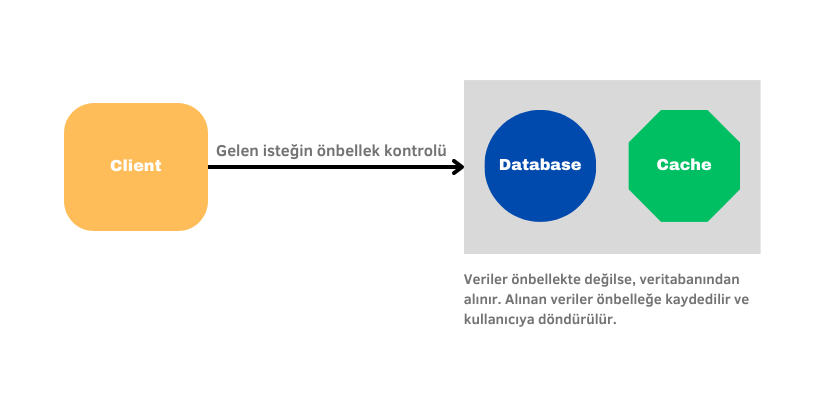 Gelen isteğin önbellek kontrolü
Client
Database
Cache
Veriler önbellekte değilse, veritabanından
alınır. Alınan veriler önbelleğe kaydedilir ve
kullanıcıya döndürülür.